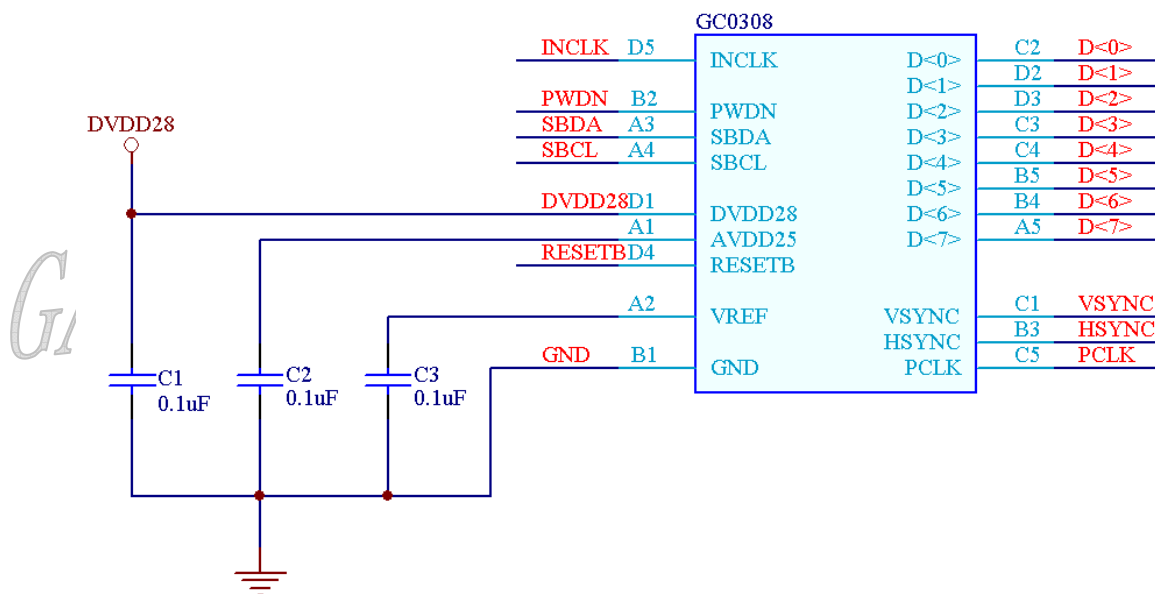 GC0308
INCLK D5 INCLK D<0> C2 D<0>
D<1> D2 D<1>
PWDN B2 PWDN D<2> D3 D<2>
SBDA A3 SBDA D<3> C3 D<3>
SBCL A4 SBCL D<4> C4 D<4>
DVDD28
D<5> B5 D<5>
DVDD28 D1 DVDD28 D<6> B4 D<6>
A1 AVDD25 D<7> A5 D<7>
RESETB D4 RESETB
A2 VREF VSYNC C1 VSYNC
HSYNC B3 HSYNC
GND B1 GND PCLK C5 PCLK
C1 C2 C3
0.1uF 0.1uF 0.1uF